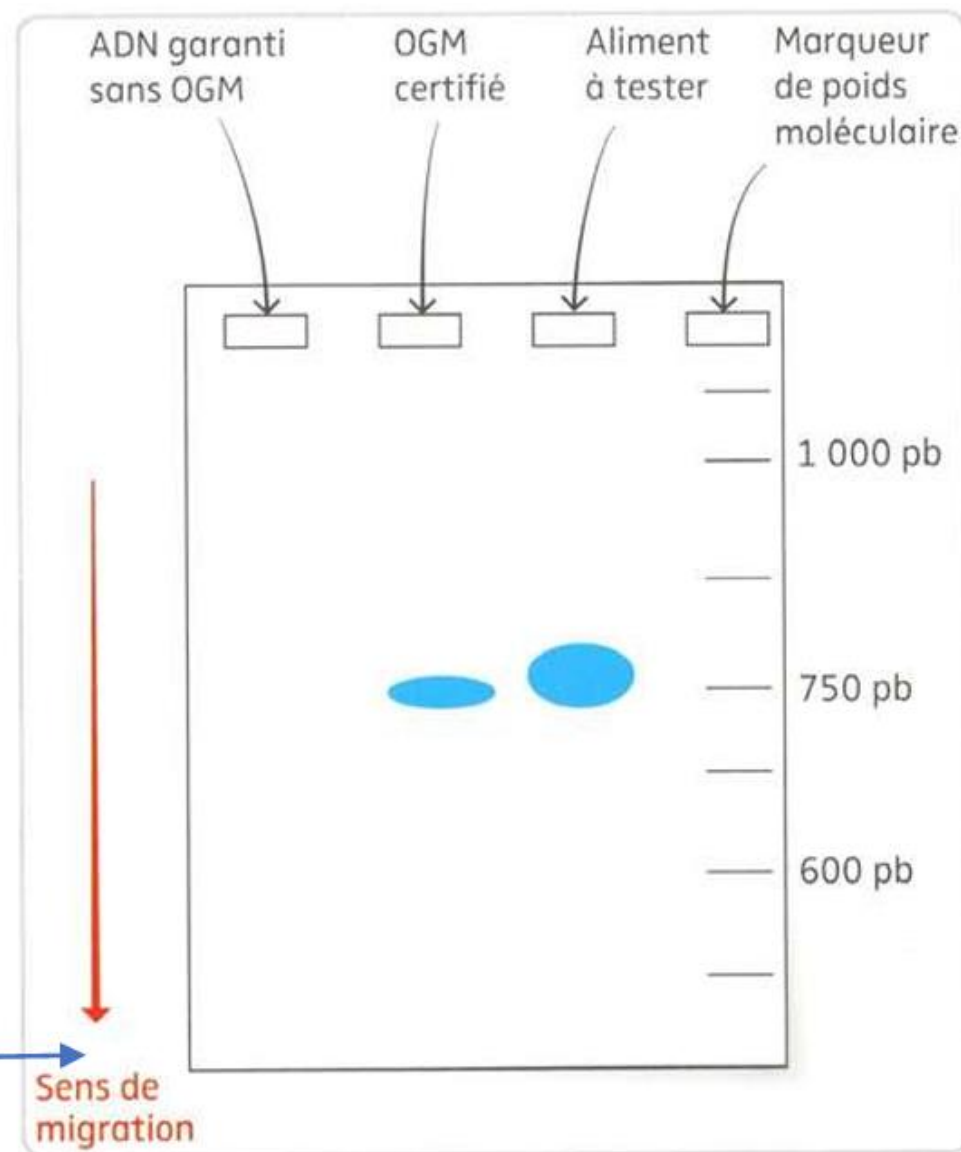 ADN garanti
sans OGM
OGM
certifié
Aliment
à tester
Marqueur
de poids
moléculaire
1 000 pb
750 pb
600 pb
Sens de
migration